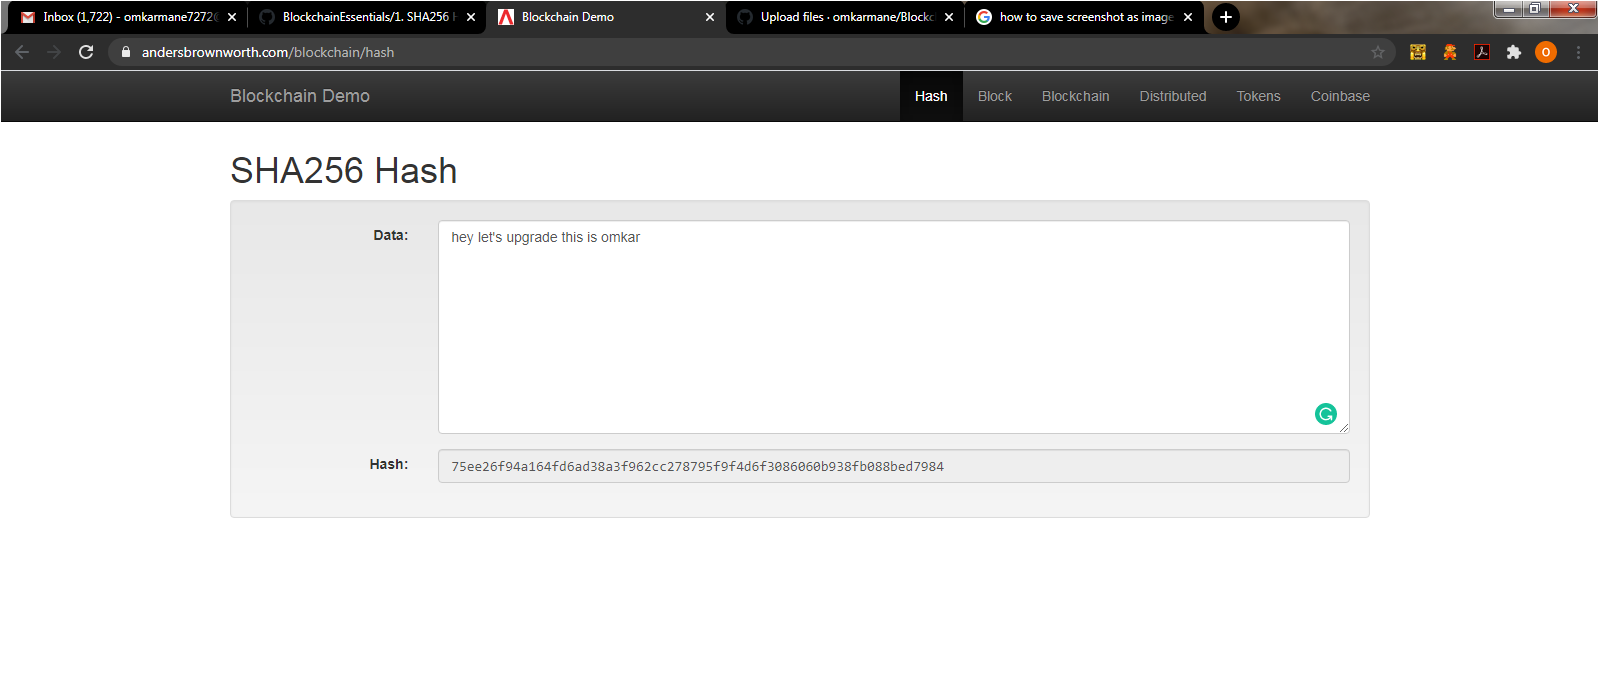 Inbox (1,722) - omkarmane7272@
BlockchainEssentials/1. SHA256 H
Blockchain Demo
Upload files · omkarmane/Blockc
how to save screenshot as image
andersbrownworth.com/blockchain/hash
O
Blockchain Demo
Hash
Block
Blockchain
Distributed
Tokens
Coinbase
SHA256 Hash
Data:
hey let's upgrade this is omkar
Hash:
75ee26f94a164fd6ad38a3f962cc278795f9f4d6f3086060b938fb088bed7984